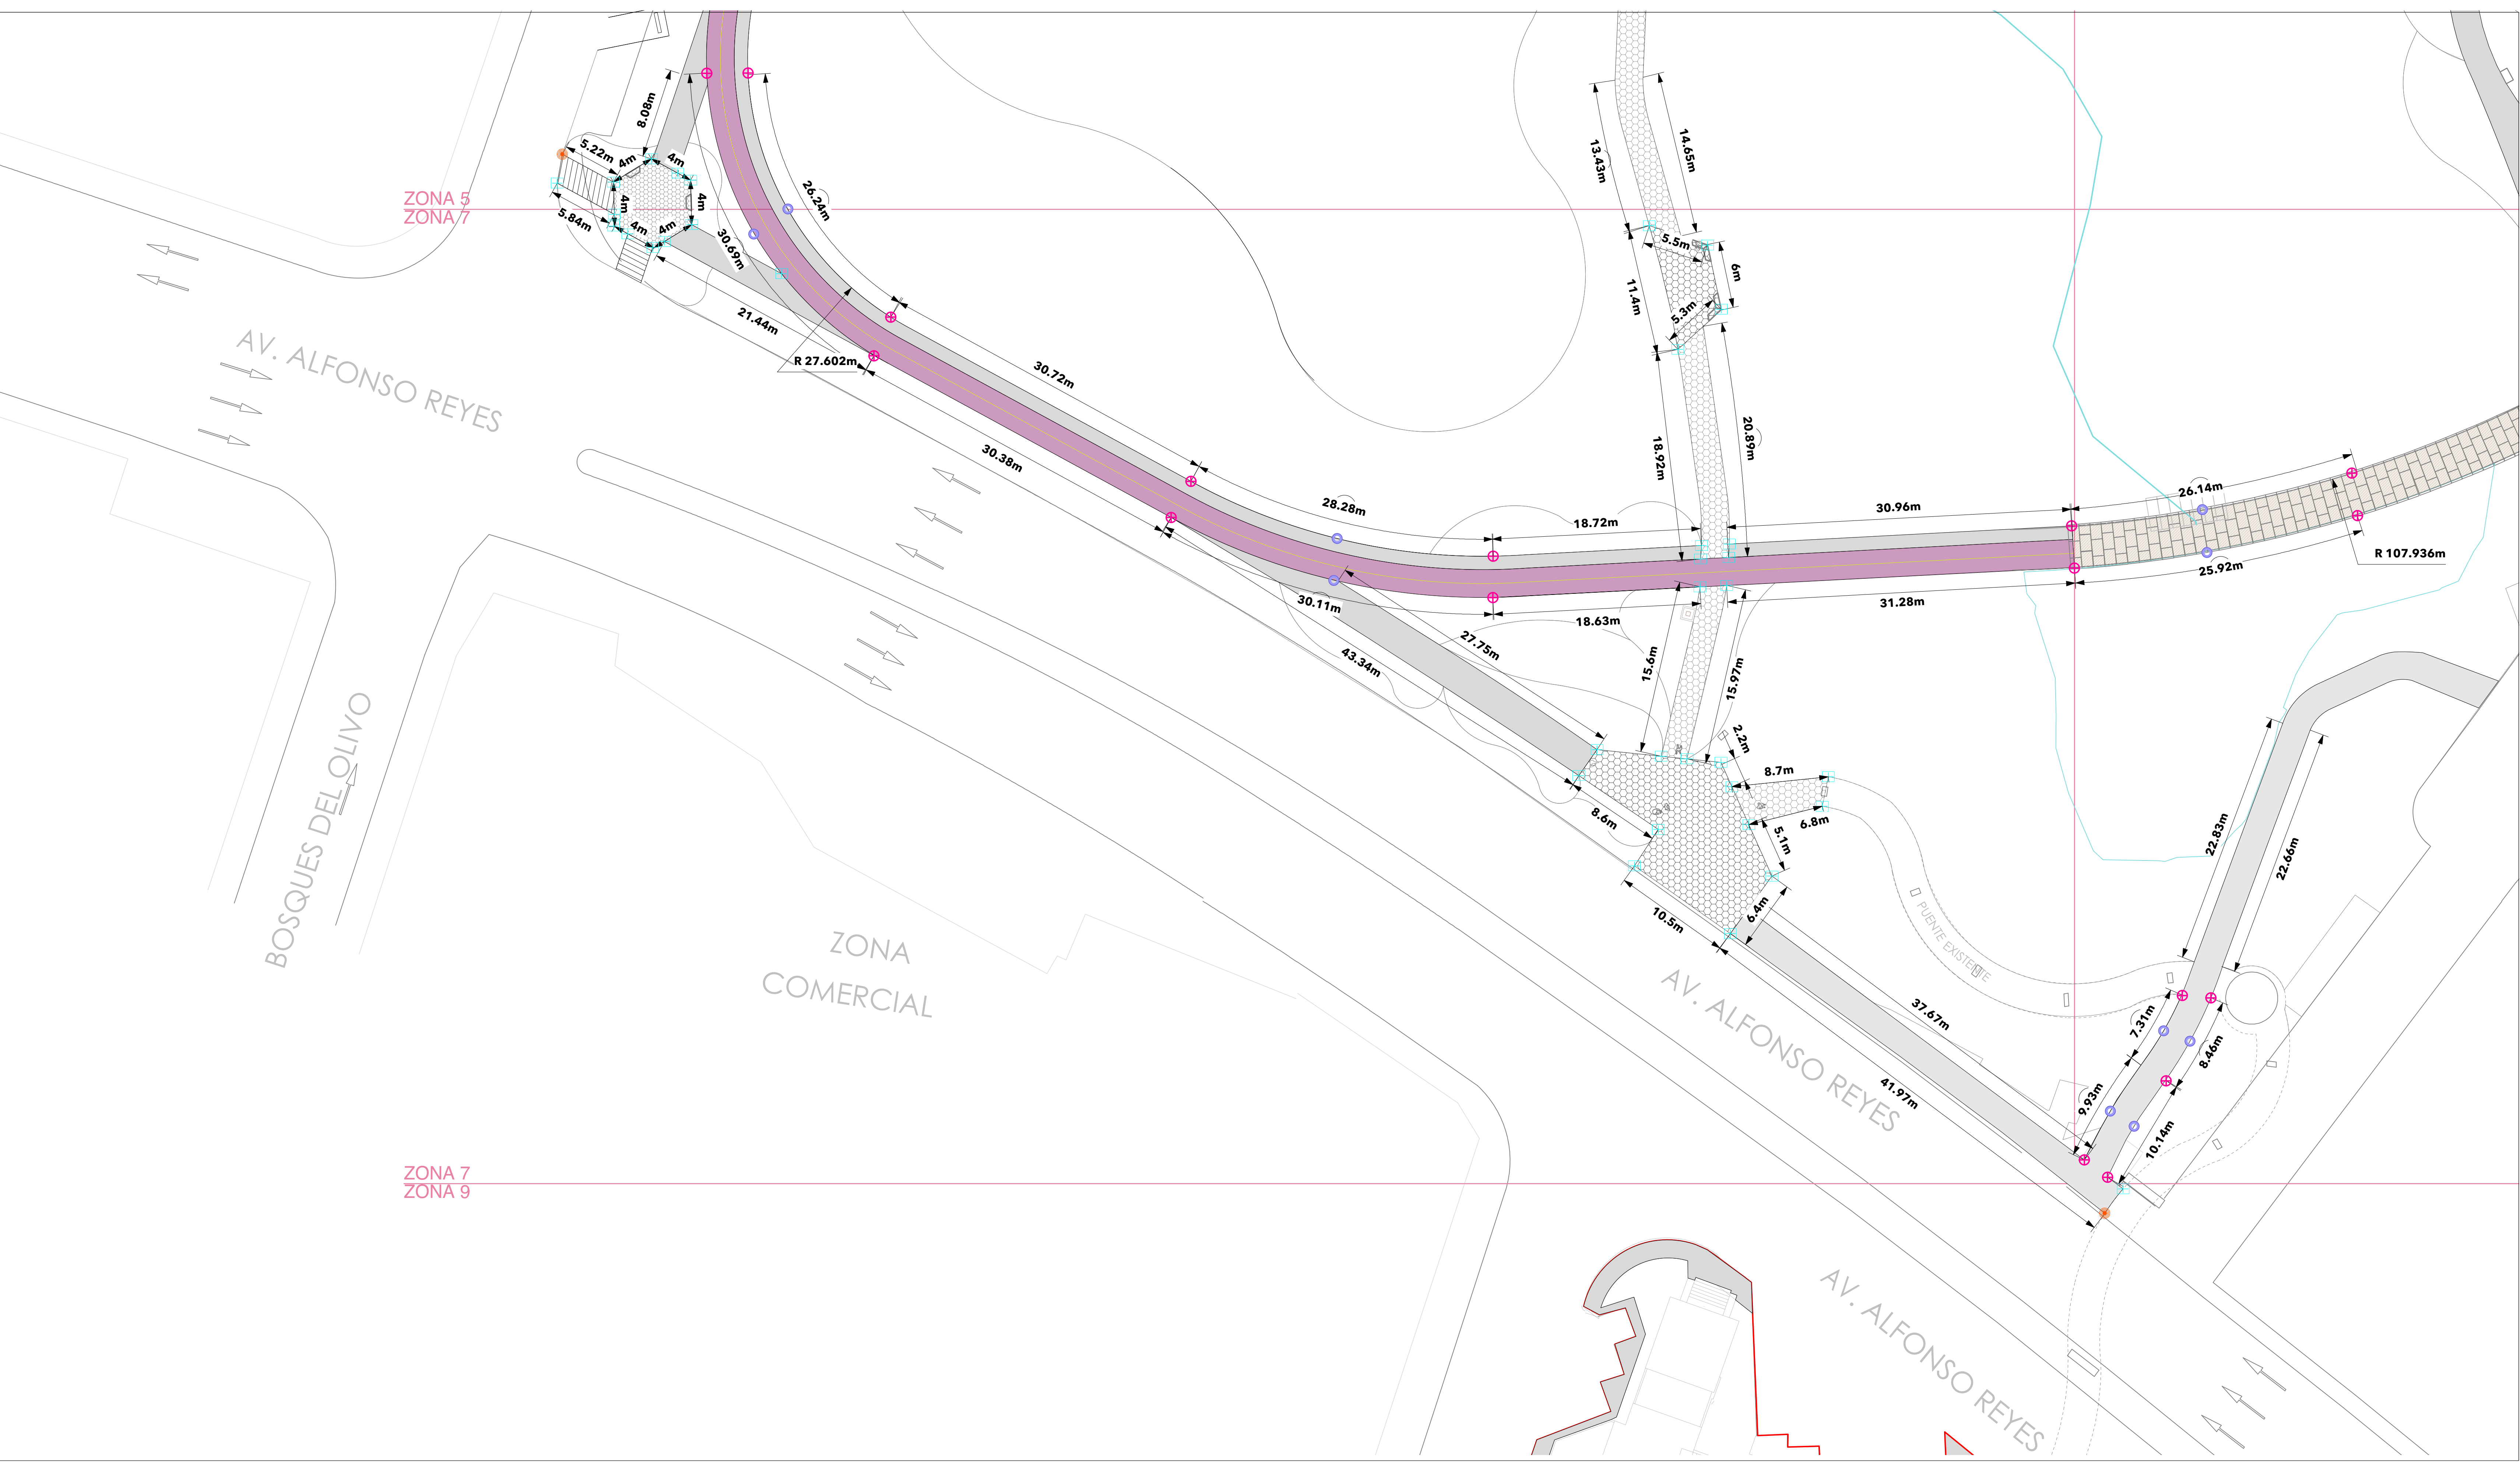 8.08m
5.22m
4m
4m
4m
4m
4m
4m
5.84m
ZONA 5
ZONA 7
26.24m
30.69m
21.44m
R 27.602m
AV. ALFONSO REYES
30.72m
30.38m
13.43m
14.65m
5.5m
6m
11.4m
5.3m
18.92m
20.89m
28.28m
18.72m
30.96m
26.14m
R 107.936m
25.92m
30.11m
18.63m
31.28m
27.75m
43.34m
15.6m
15.97m
2.2m
8.7m
6.8m
5.1m
8.6m
10.5m
6.4m
22.83m
22.66m
BOSQUES DEL OLIVO
ZONA
COMERCIAL
PUENTE EXISTENTE
AV. ALFONSO REYES
37.67m
41.97m
7.31m
8.46m
9.93m
10.14m
ZONA 7
ZONA 9
AV. ALFONSO REYES